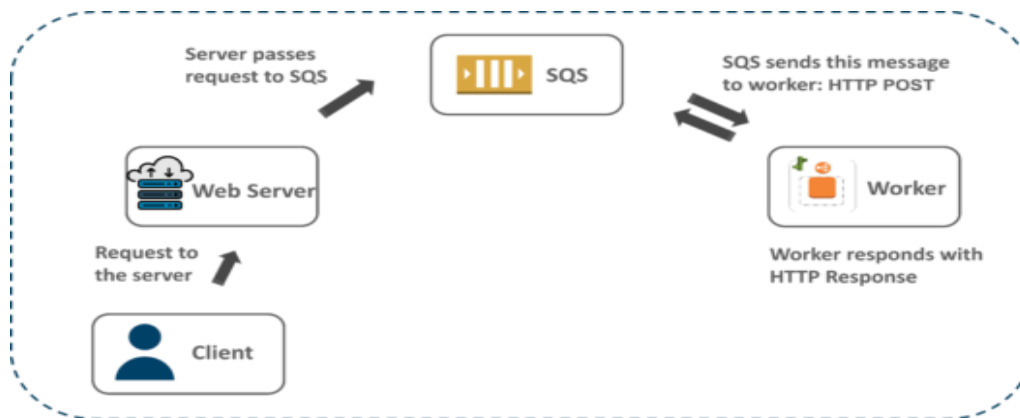 Server passes
request to SQS
SQS
SQS sends this message
to worker: HTTP POST
Web Server
Worker
Request to
the server
Worker responds with
HTTP Response
Client